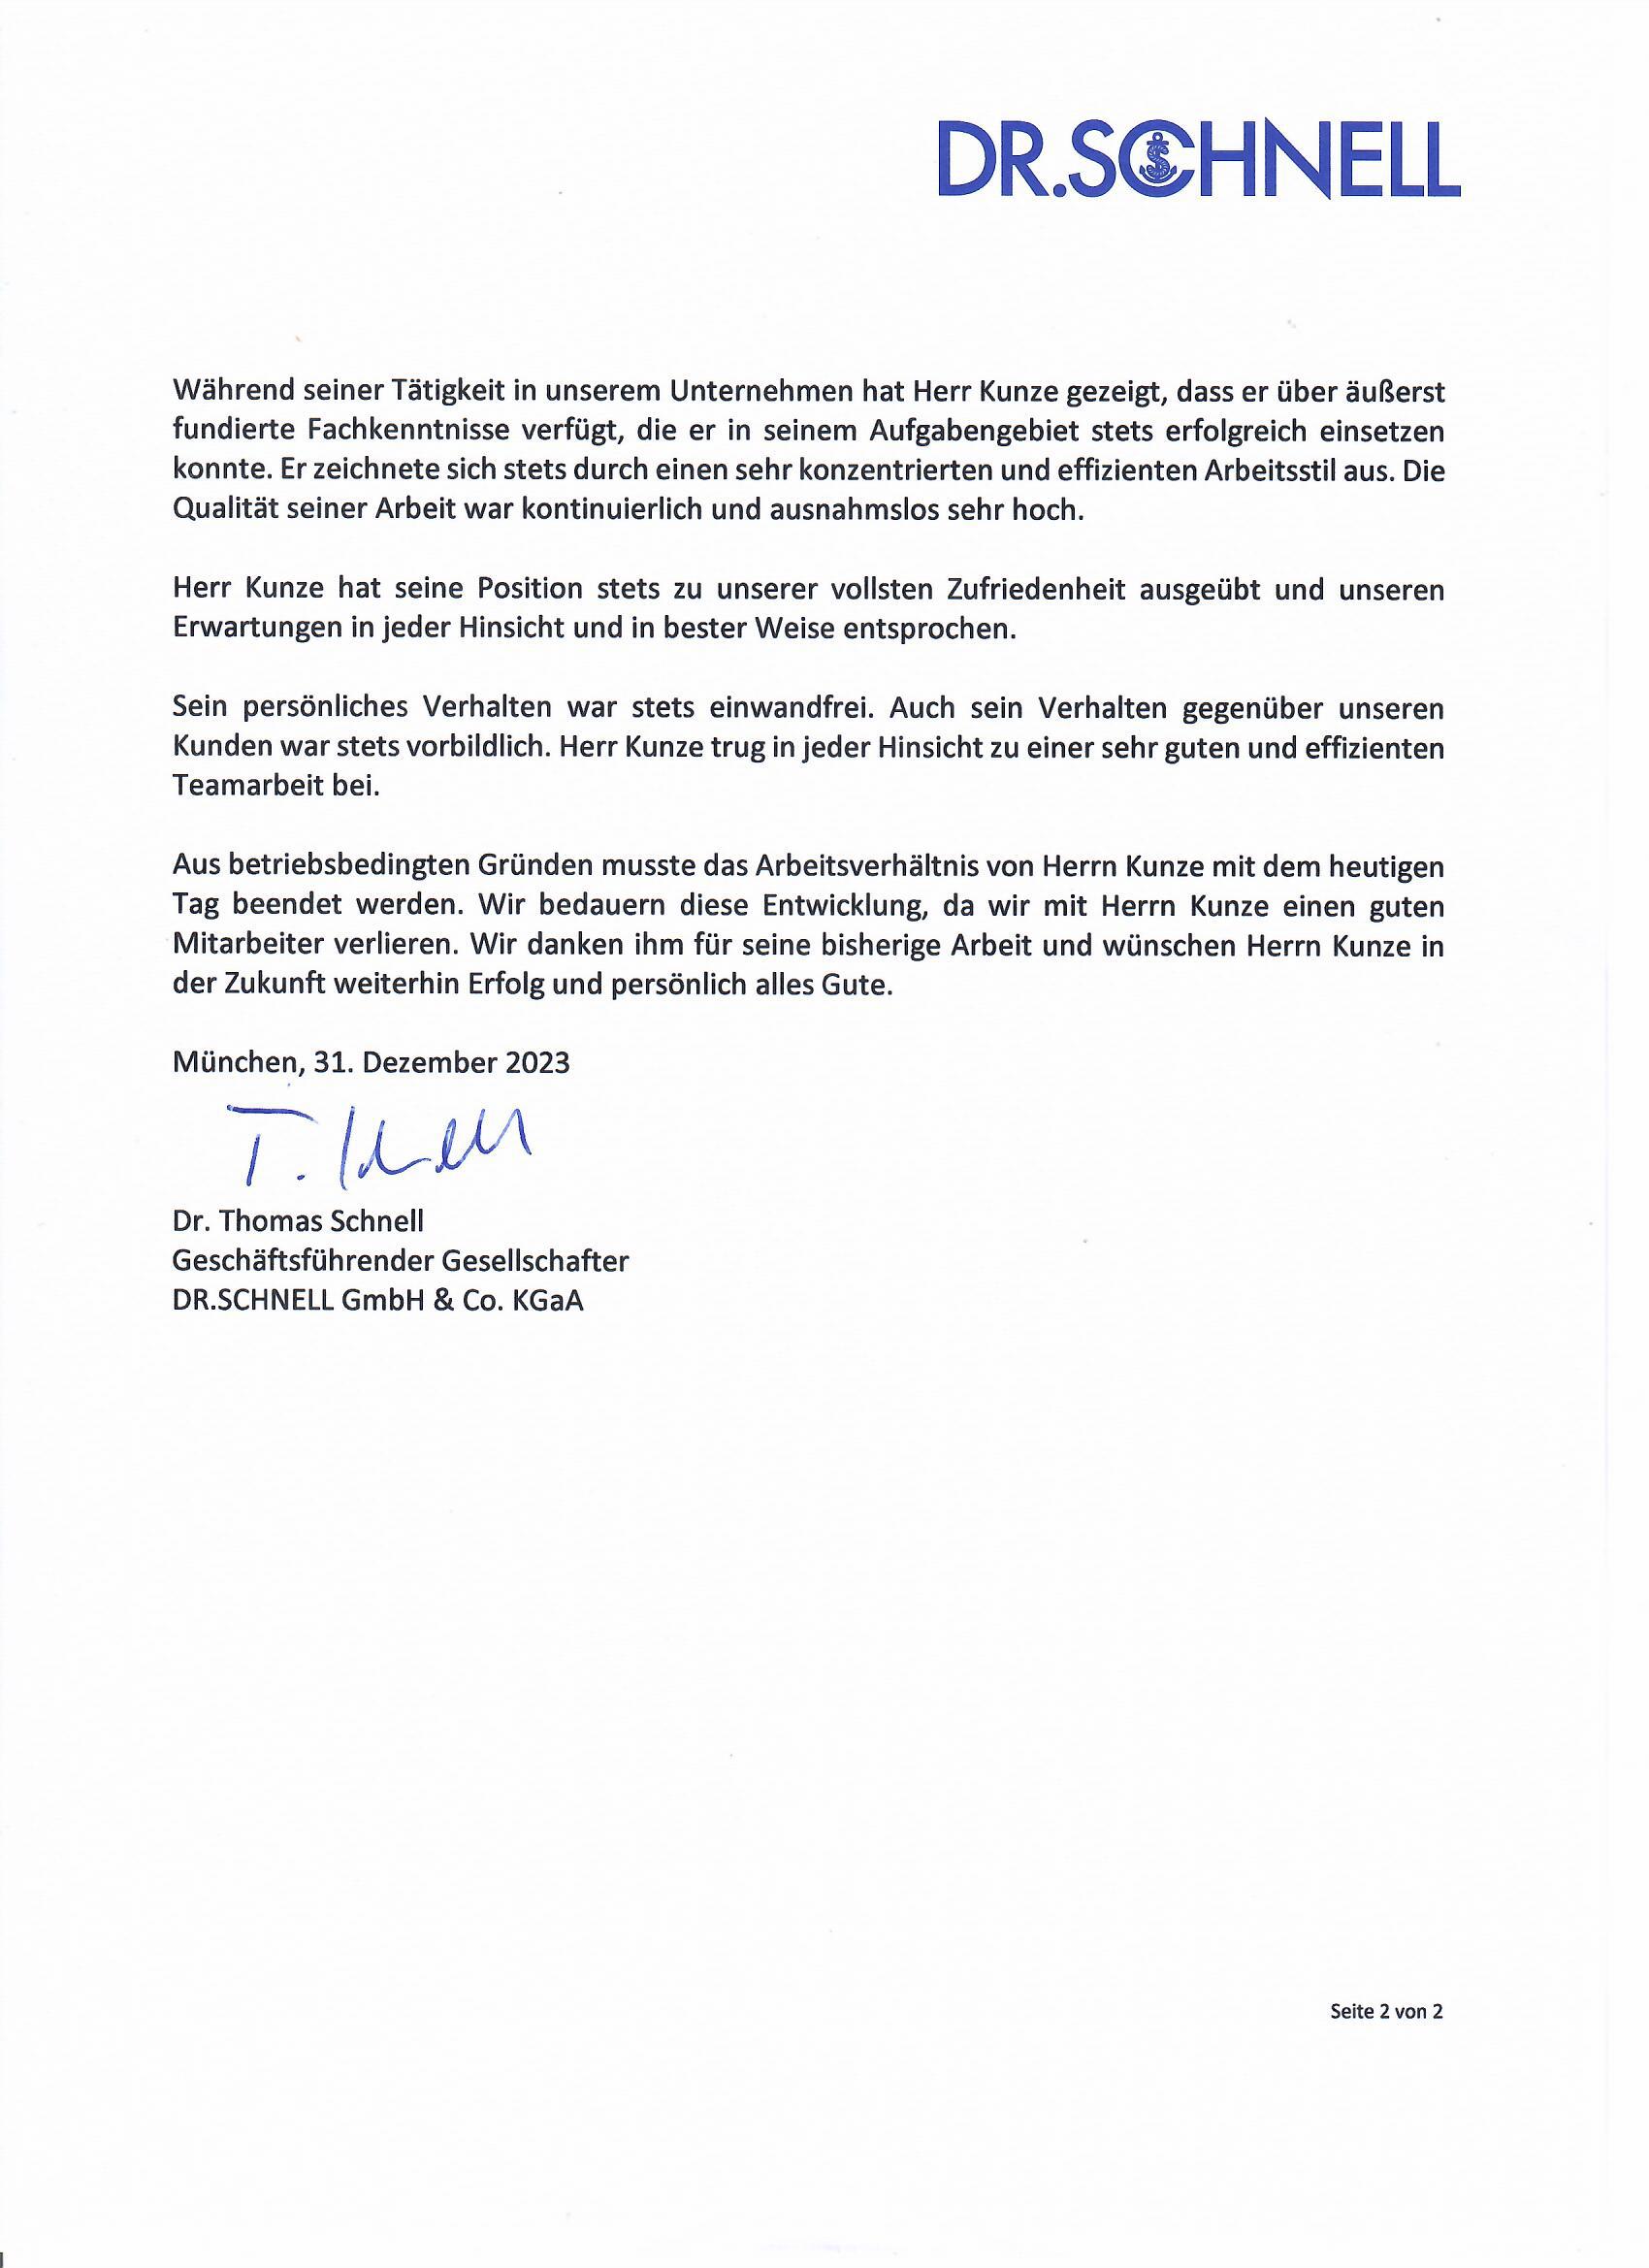 DR.SCHNELL
Während seiner Tätigkeit in unserem Unternehmen hat Herr Kunze gezeigt, dass er über äußerst
fundierte Fachkenntnisse verfügt, die er in seinem Aufgabengebiet stets erfolgreich einsetzen
konnte. Er zeichnete sich stets durch einen sehr konzentrierten und effizienten Arbeitsstil aus. Die
Qualität seiner Arbeit war kontinuierlich und ausnahmslos sehr hoch.
Herr Kunze hat seine Position stets zu unserer vollsten Zufriedenheit ausgeübt und unseren
Erwartungen in jeder Hinsicht und in bester Weise entsprochen.
Sein persönliches Verhalten war stets einwandfrei. Auch sein Verhalten gegenüber unseren
Kunden war stets vorbildlich. Herr Kunze trug in jeder Hinsicht zu einer sehr guten und effizienten
Teamarbeit bei.
Aus betriebsbedingten Gründen musste das Arbeitsverhältnis von Herrn Kunze mit dem heutigen
Tag beendet werden. Wir bedauern diese Entwicklung, da wir mit Herrn Kunze einen guten
Mitarbeiter verlieren. Wir danken ihm für seine bisherige Arbeit und wünschen Herrn Kunze in
der Zukunft weiterhin Erfolg und persönlich alles Gute.
München, 31. Dezember 2023
T. Schnell
Dr. Thomas Schnell
Geschäftsführender Gesellschafter
DR.SCHNELL GmbH & Co. KGaA
Seite 2 von 2